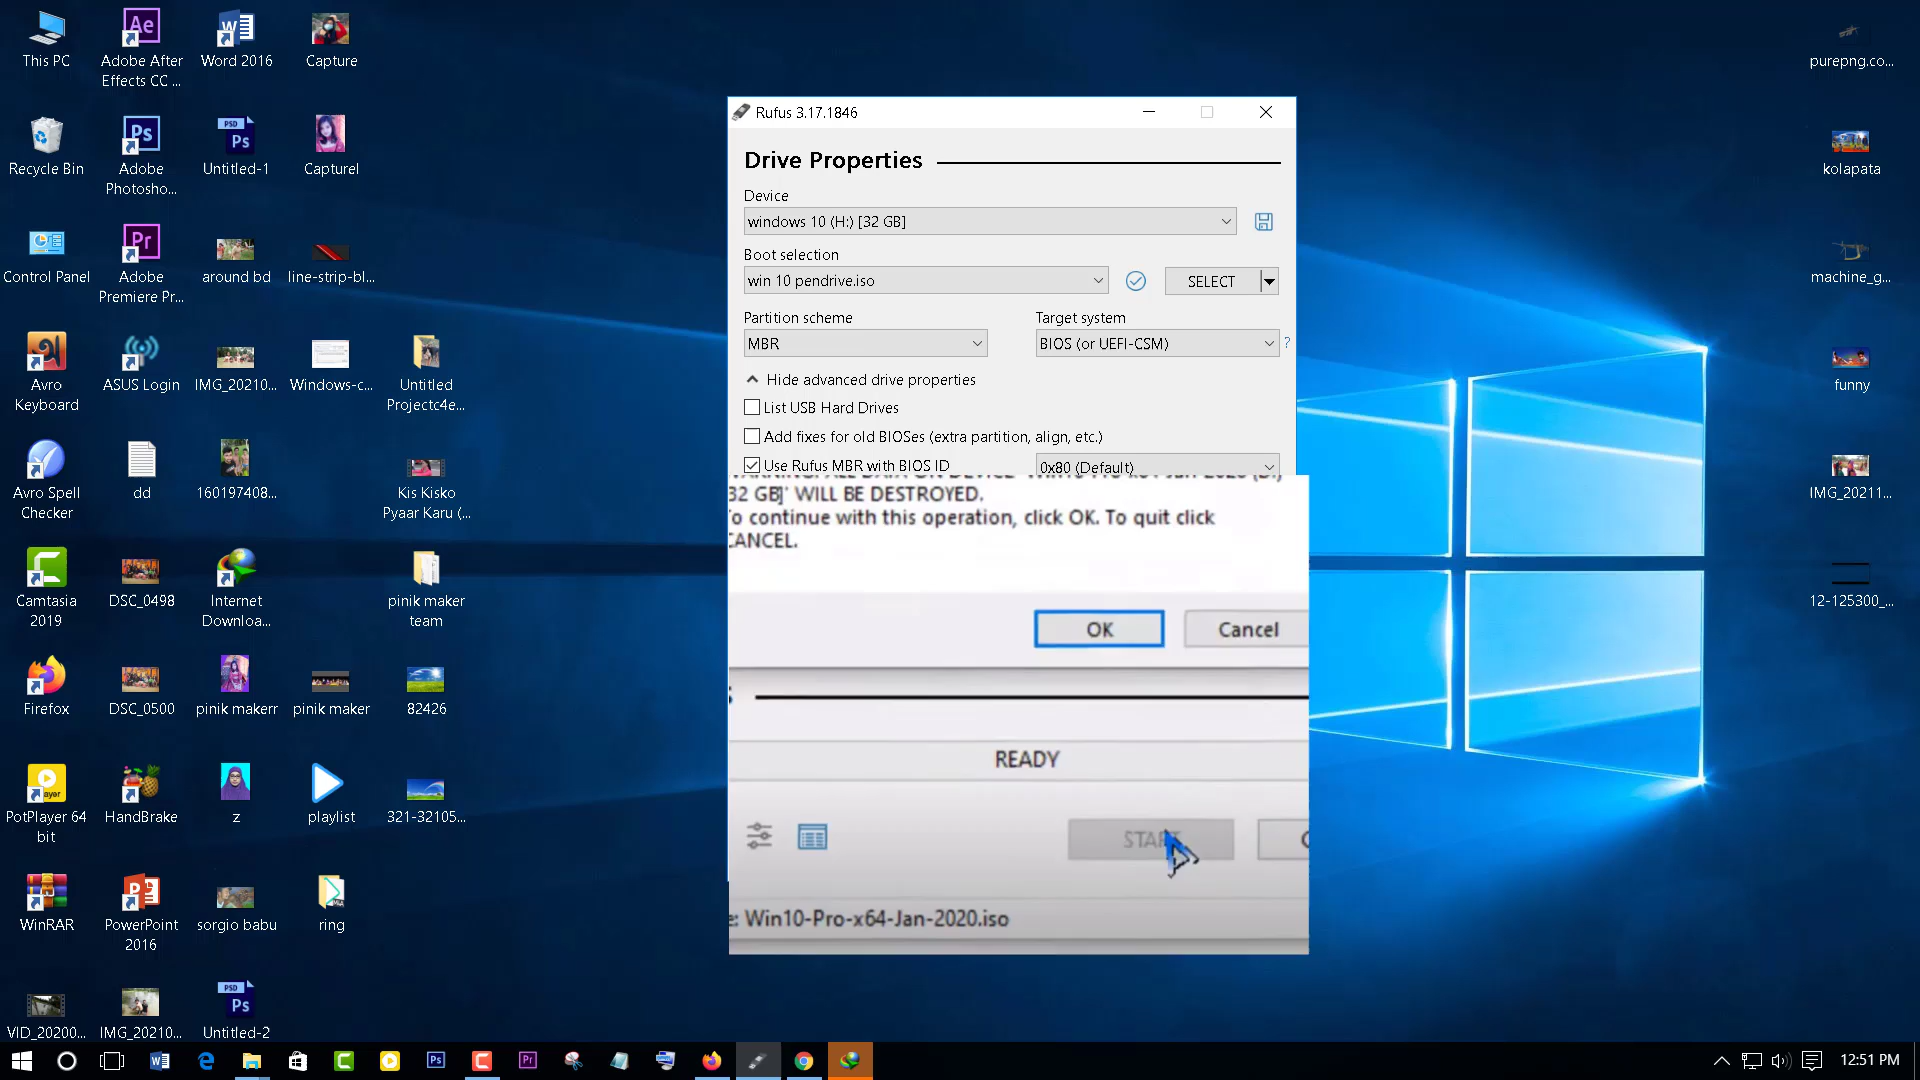 This PC
Adobe After
Effects CC ...
Word 2016
Capture
Recycle Bin
Adobe
Photosho...
Untitled-1
Capturel
Control Panel
Adobe
Premiere Pr...
around bd
line-strip-bl...
Avro
Keyboard
ASUS Login
IMG_20210...
Windows-c...
Untitled
Projectc4e...
Avro Spell
Checker
dd
160197408...
Kis Kisko
Pyaar Karu (...
Camtasia
2019
DSC_0498
Internet
Downloa...
pinik maker
team
Firefox
DSC_0500
pinik makerr
pinik maker
82426
PotPlayer 64
bit
HandBrake
z
playlist
321-32105...
WinRAR
PowerPoint
2016
sorgio babu
ring
VID_20200...
IMG_20210...
Untitled-2
Rufus 3.17.1846
Drive Properties
Device
windows 10 (H:) [32 GB]
Boot selection
win 10 pendrive.iso
SELECT
Partition scheme
Target system
MBR
BIOS (or UEFI-CSM)
?
Hide advanced drive properties
List USB Hard Drives
Add fixes for old BIOSes (extra partition, align, etc.)
Use Rufus MBR with BIOS ID
0x80 (Default)
32 GB]' WILL BE DESTROYED.
To continue with this operation, click OK. To quit click
CANCEL.
OK
Cancel
READY
START
Win10-Pro-x64-Jan-2020.iso
purepng.co...
kolapata
machine_g...
funny
IMG_20211...
12-125300_...
12:51 PM